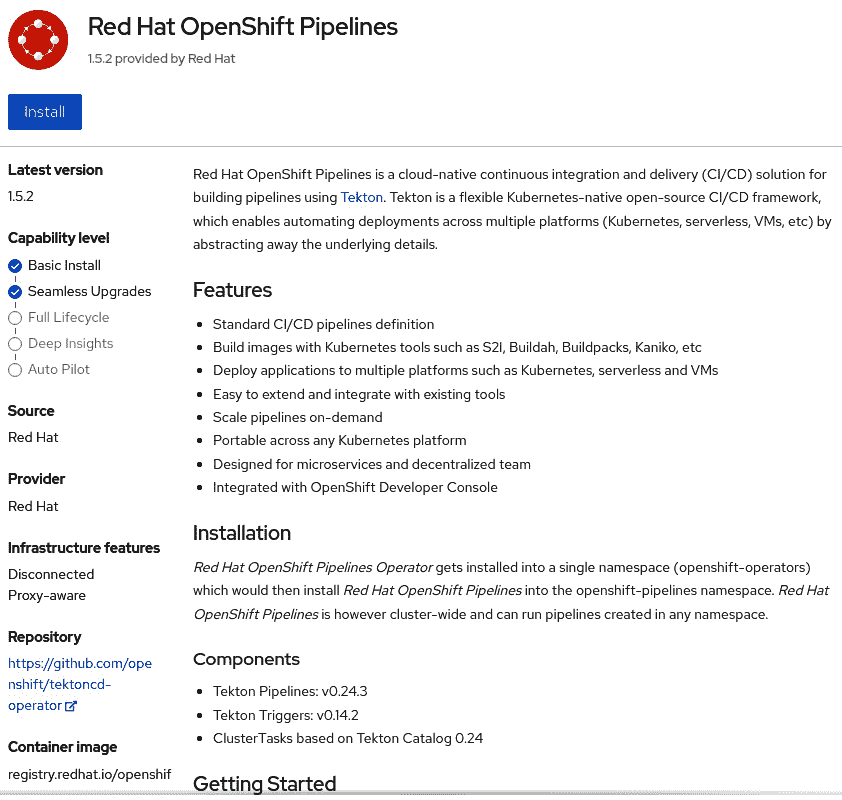 Red Hat OpenShift Pipelines
1.5.2 provided by Red Hat
Install
Latest version
1.5.2
Capability level
Basic Install
Seamless Upgrades
Full Lifecycle
Deep Insights
Auto Pilot
Source
Red Hat
Provider
Red Hat
Infrastructure features
Disconnected
Proxy-aware
Repository
https://github.com/ope
nshift/tektoncd-
operator
Container image
registry.redhat.io/openshif
Red Hat OpenShift Pipelines is a cloud-native continuous integration and delivery (CI/CD) solution for
building pipelines using Tekton. Tekton is a flexible Kubernetes-native open-source CI/CD framework,
which enables automating deployments across multiple platforms (Kubernetes, serverless, VMs, etc) by
abstracting away the underlying details.
Features
• Standard CI/CD pipelines definition
• Build images with Kubernetes tools such as S2I, Buildah, Buildpacks, Kaniko, etc
• Deploy applications to multiple platforms such as Kubernetes, serverless and VMs
• Easy to extend and integrate with existing tools
• Scale pipelines on-demand
• Portable across any Kubernetes platform
• Designed for microservices and decentralized team
• Integrated with OpenShift Developer Console
Installation
Red Hat OpenShift Pipelines Operator gets installed into a single namespace (openshift-operators)
which would then install Red Hat OpenShift Pipelines into the openshift-pipelines namespace. Red Hat
OpenShift Pipelines is however cluster-wide and can run pipelines created in any namespace.
Components
• Tekton Pipelines: v0.24.3
• Tekton Triggers: v0.14.2
• ClusterTasks based on Tekton Catalog 0.24
Getting Started